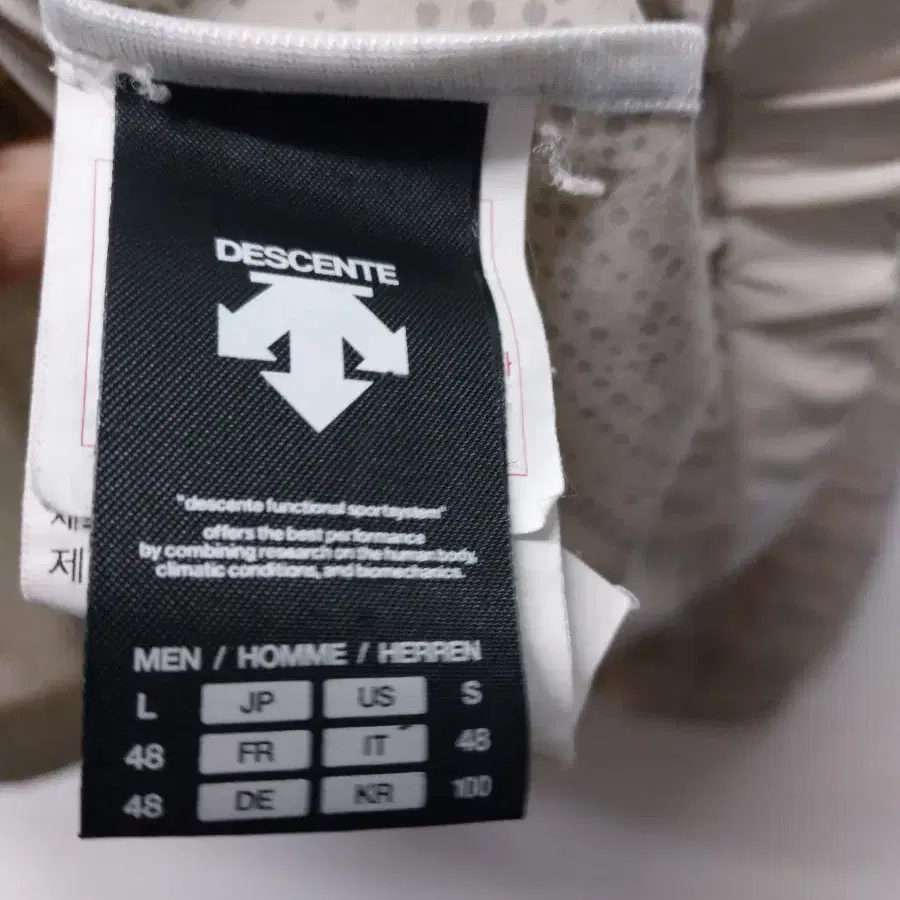 DESCENTE
"descente functional sportsystem"
offers the best performance
by combining research on the human body,
climatic conditions, and biomechanics.
MEN / HOMME / HERREN
L JP US S
48 FR IT 48
48 DE KR 100
제